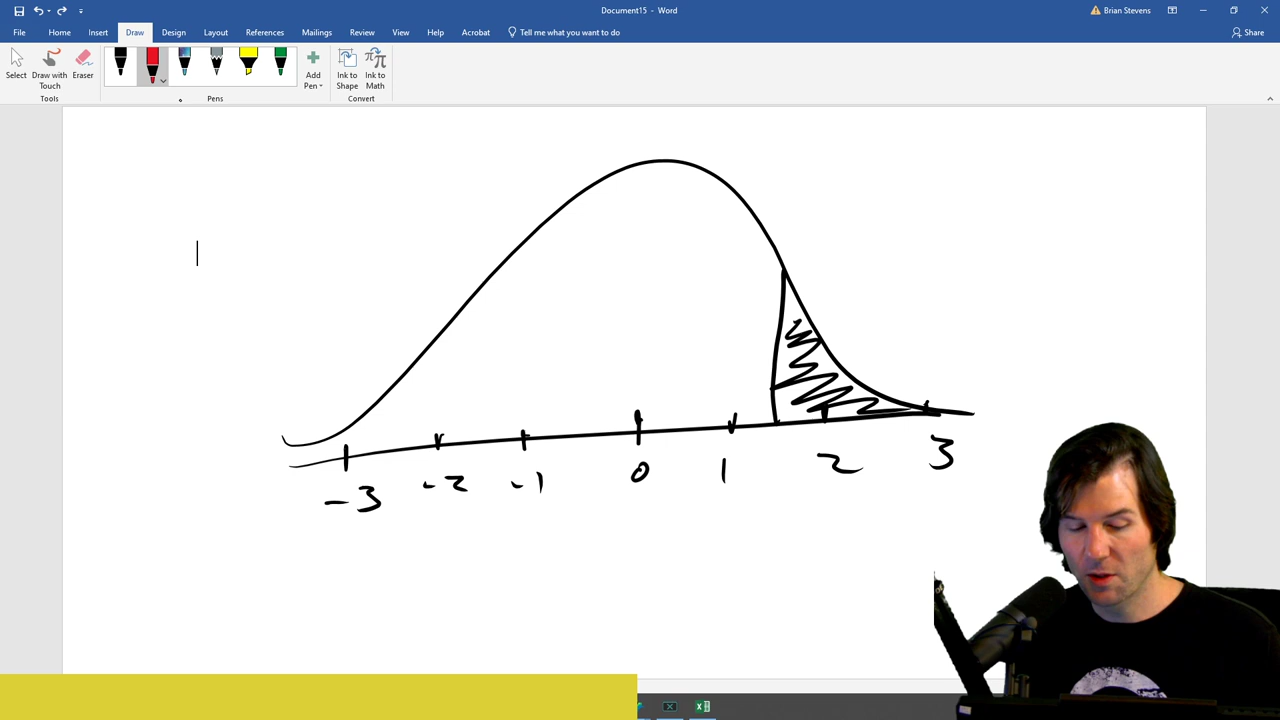 Document15 - Word
Brian Stevens
File Home Insert Draw Design Layout References Mailings Review View Help Acrobat Tell me what you want to do Share
Select Draw with Touch Eraser Add Pen Ink to Shape Ink to Math
Tools Pens Convert
-3 -2 -1 0 1 2 3